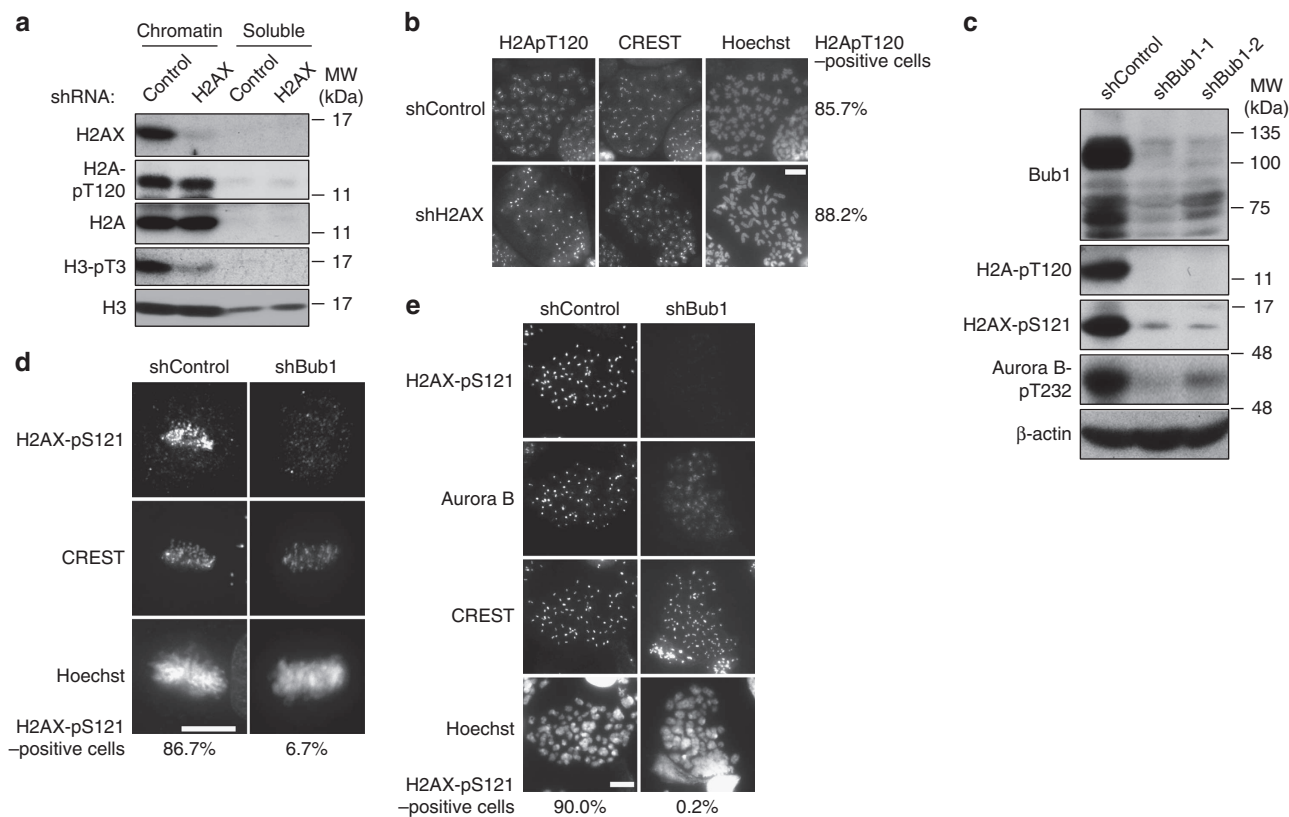 a
Chromatin Soluble
shRNA: Control H2AX Control H2AX MW (kDa)
H2AX 17
H2A-pT120 11
H2A 11
H3-pT3 17
H3 17
b
H2ApT120 CREST Hoechst H2ApT120 –positive cells
shControl 85.7%
shH2AX 88.2%
c
shControl shBub1-1 shBub1-2 MW (kDa)
Bub1 135 100 75
H2A-pT120 11
H2AX-pS121 17
Aurora B-pT232 48
β-actin 48
d
shControl shBub1
H2AX-pS121
CREST
Hoechst
H2AX-pS121 –positive cells 86.7% 6.7%
e
shControl shBub1
H2AX-pS121
Aurora B
CREST
Hoechst
H2AX-pS121 –positive cells 90.0% 0.2%